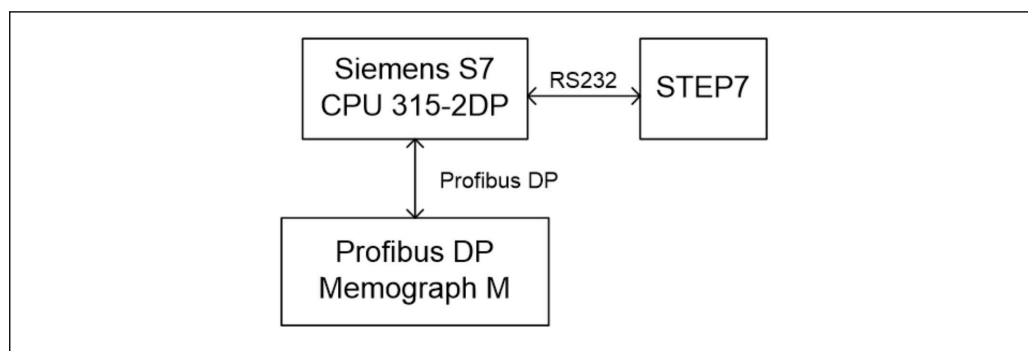 Siemens S7
CPU 315-2DP
RS232
STEP7
Profibus DP
Profibus DP
Memograph M